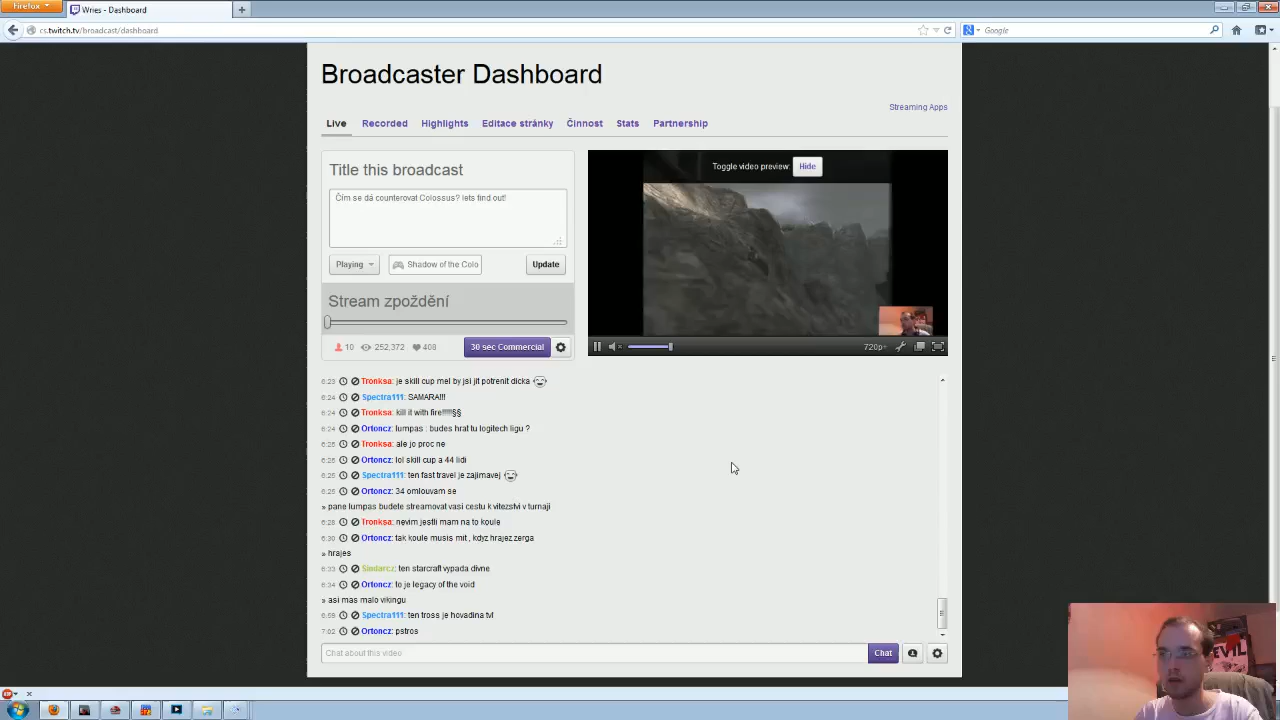 Firefox
Wries - Dashboard
cs.twitch.tv/broadcast/dashboard
Google
Broadcaster Dashboard
Streaming Apps
Live Recorded Highlights Editace stránky Činnost Stats Partnership
Title this broadcast
Čím se dá counterovat Colossus? lets find out!
Playing Shadow of the Colo Update
Stream zpoždění
10 252,372 408 30 sec Commercial
Toggle video preview Hide
720p+
6:23 Tronksa: je skill cup mel by jsi jit potrenit dicka
6:24 Spectra111: SAMARA!!!
6:24 Tronksa: kill it with fire!!!!!§§
6:24 Ortoncz: lumpas : budes hrat tu logitech ligu ?
6:25 Tronksa: ale jo proc ne
6:25 Ortoncz: lol skill cup a 44 lidi
6:25 Spectra111: ten fast travel je zajimavej
6:25 Ortoncz: 34 omlouvam se
» pane lumpas budele streamovat vasi cestu k vitezstvi v turnaji
6:28 Tronksa: nevim jestli mam na to koule
6:30 Ortoncz: tak koule musis mit , kdyz hrajez zerga
» hrajes
6:33 Sladarcz: ten starcraft vypada divne
6:34 Ortoncz: to je legacy of the void
» asi mas malo vikingu
6:59 Spectra111: ten tross je hovadina tvl
7:02 Ortoncz: pstros
Chat about this video Chat
EVIL